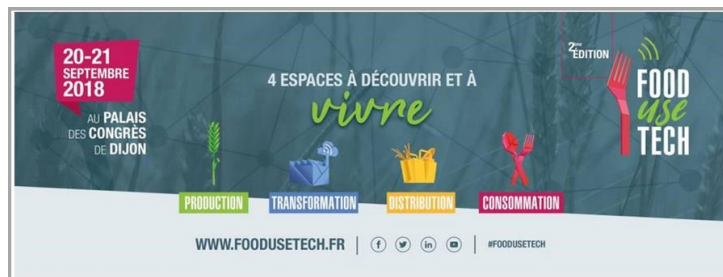 20-21
SEPTEMBRE
2018
AU PALAIS
DES CONGRÈS
DE DIJON
4 ESPACES À DÉCOUVRIR ET À
vivre
2ème ÉDITION
FOOD
use
TECH
PRODUCTION
TRANSFORMATION
DISTRIBUTION
CONSOMMATION
WWW.FOODUSETECH.FR
#FOODUSETECH